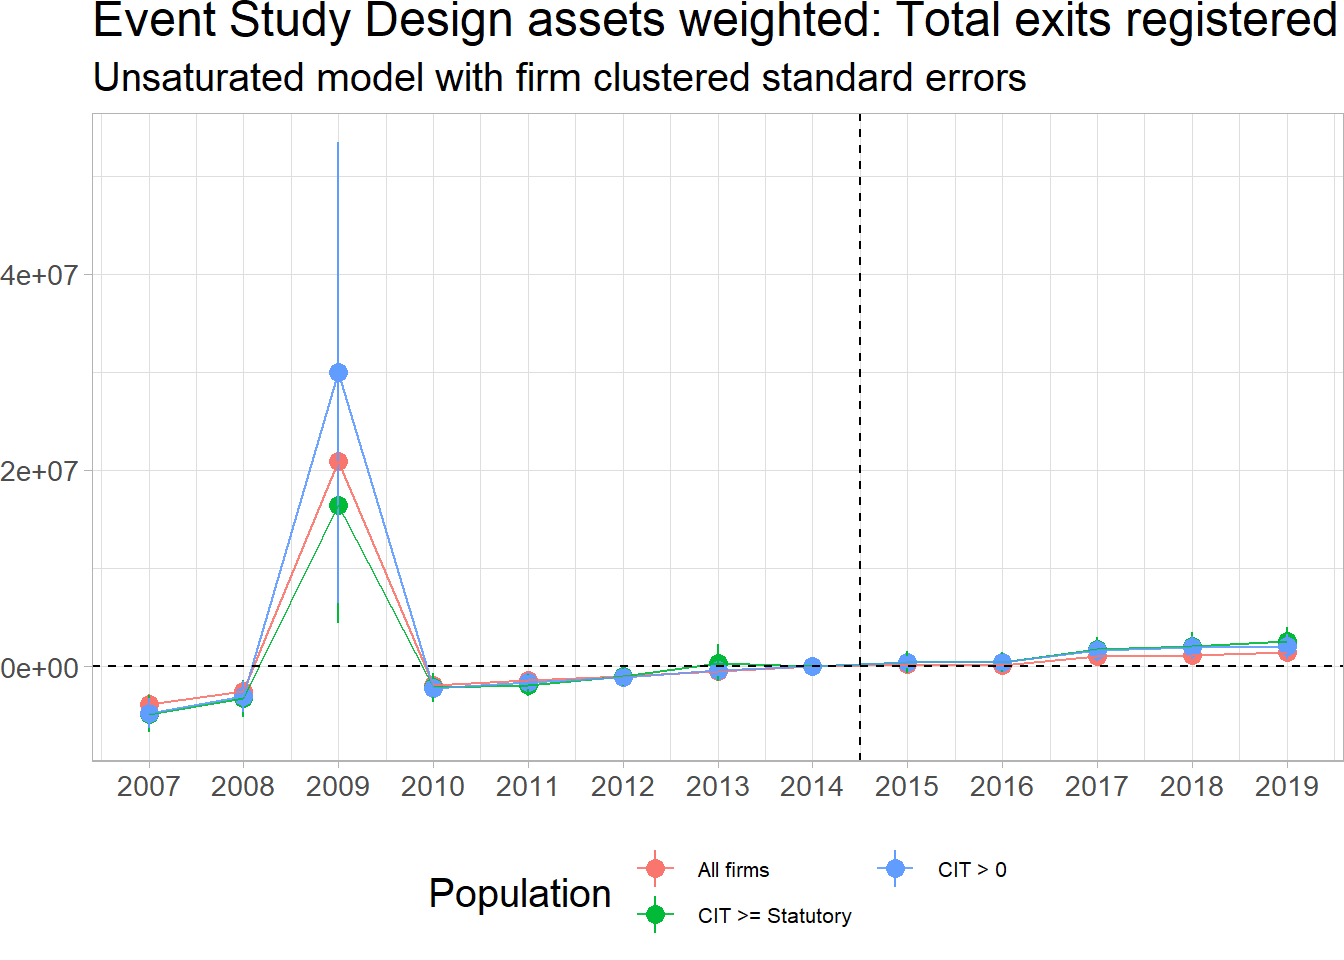 Event Study Design assets weighted: Total exits registered
Unsaturated model with firm clustered standard errors
4e+07
2e+07
0e+00
2007 2008 2009 2010 2011 2012 2013 2014 2015 2016 2017 2018 2019
Population
All firms
CIT >= Statutory
CIT > 0